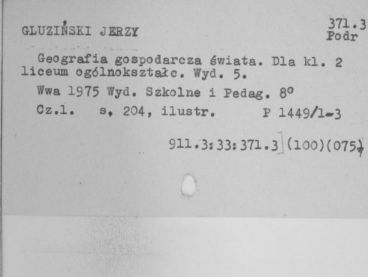 371.3
GLUZIŃSKI JERZY Podr
Geografia gospodarcza świata. Dla kl. 2
liceum ogólnokształc. Wyd. 5.
Wwa 1975 Wyd. Szkolne i Pedag. 8°
Cz.1. s. 204, ilustr. P 1449/1-3
911.3:33:371.3](100)(075)